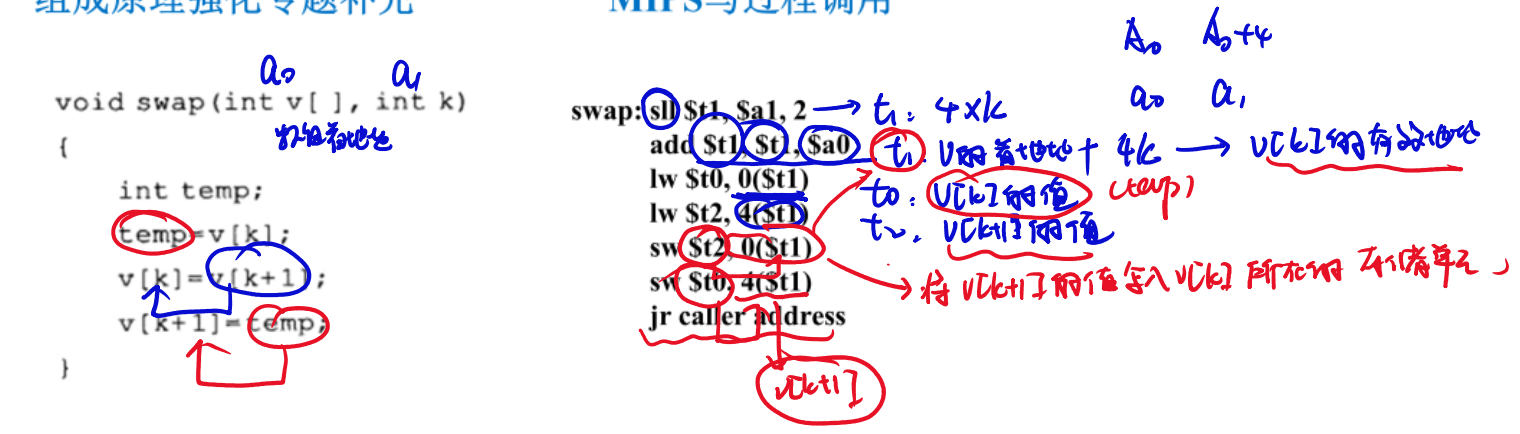 组成原理强化专题补充
MIPS与过程调用
a0 a1
void swap(int v[ ], int k)
数组首地址
{
int temp;
temp=v[k];
v[k]=v[k+1];
v[k+1]=temp;
}
A0 A0+4
a0 a1
swap: sll $t1, $a1, 2 → t1: 4×k
add $t1, $t1, $a0 t1: V的首地址+4k → V[k]的存放地址
lw $t0, 0($t1) t0: V[k]的值 (temp)
lw $t2, 4($t1) t2: V[k+1]的值
sw $t2, 0($t1)
将V[k+1]的值写入V[k]所在的存储单元
sw $t0, 4($t1)
jr caller address
V[k+1]